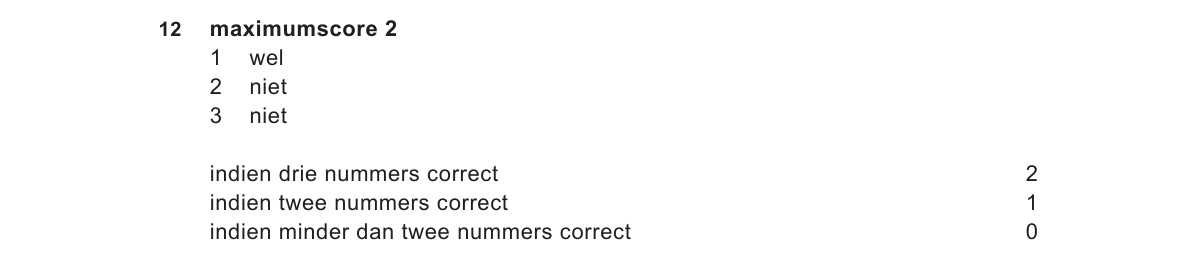 12 maximumscore 2
1 wel
2 niet
3 niet
indien drie nummers correct 2
indien twee nummers correct 1
indien minder dan twee nummers correct 0